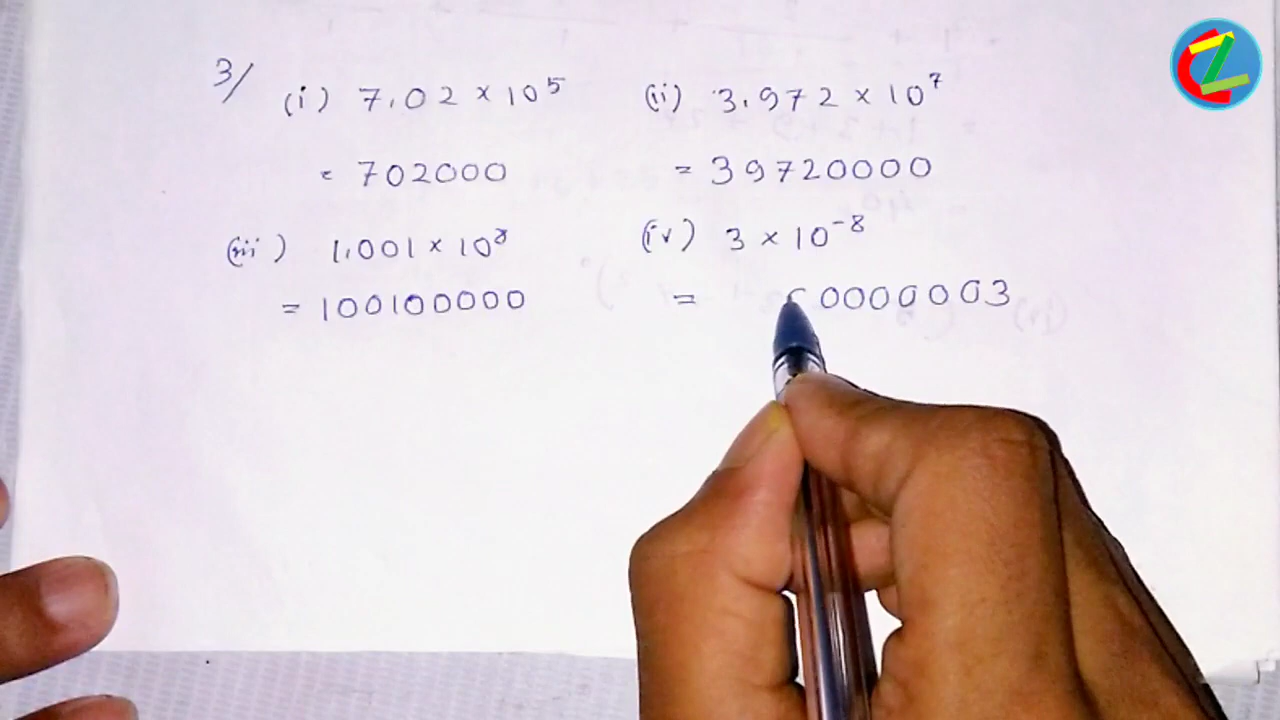 3/ (i) 7.02 × 10⁵ (ii) 3.972 × 10⁷
= 702000 = 39720000
(iii) 1.001 × 10⁸ (iv) 3 × 10⁻⁸
= 100100000 = 0000003